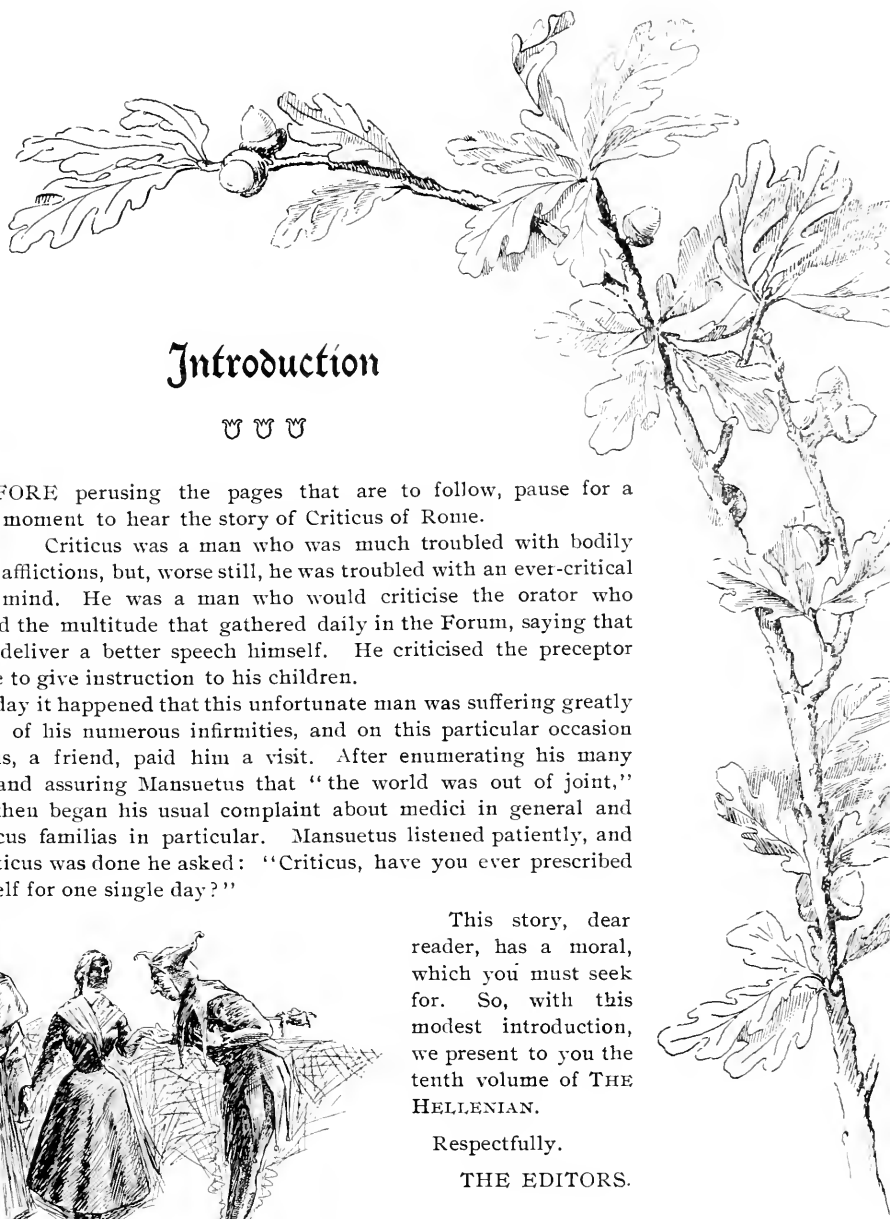 Introduction
FORE perusing the pages that are to follow, pause for a
moment to hear the story of Criticus of Rome.
Criticus was a man who was much troubled with bodily
afflictions, but, worse still, he was troubled with an ever-critical
mind. He was a man who would criticise the orator who
d the multitude that gathered daily in the Forum, saying that
deliver a better speech himself. He criticised the preceptor
e to give instruction to his children.
day it happened that this unfortunate man was suffering greatly
of his numerous infirmities, and on this particular occasion
s, a friend, paid him a visit. After enumerating his many
and assuring Mansuetus that “the world was out of joint,”
then began his usual complaint about medici in general and
cus familias in particular. Mansuetus listened patiently, and
ticus was done he asked: “Criticus, have you ever prescribed
elf for one single day?”
This story, dear
reader, has a moral,
which you must seek
for. So, with this
modest introduction,
we present to you the
tenth volume of THE
HELLENIAN.
Respectfully.
THE EDITORS.